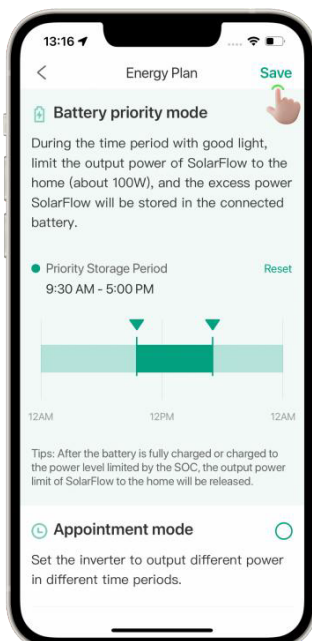 13:16
Energy Plan
Save
Battery priority mode
During the time period with good light,
limit the output power of SolarFlow to the
home (about 100W), and the excess power
SolarFlow will be stored in the connected
battery.
Priority Storage Period
Reset
9:30 AM - 5:00 PM
12AM
12PM
12AM
Tips: After the battery is fully charged or charged to
the power level limited by the SOC, the output power
limit of SolarFlow to the home will be released.
Appointment mode
Set the inverter to output different power
in different time periods.